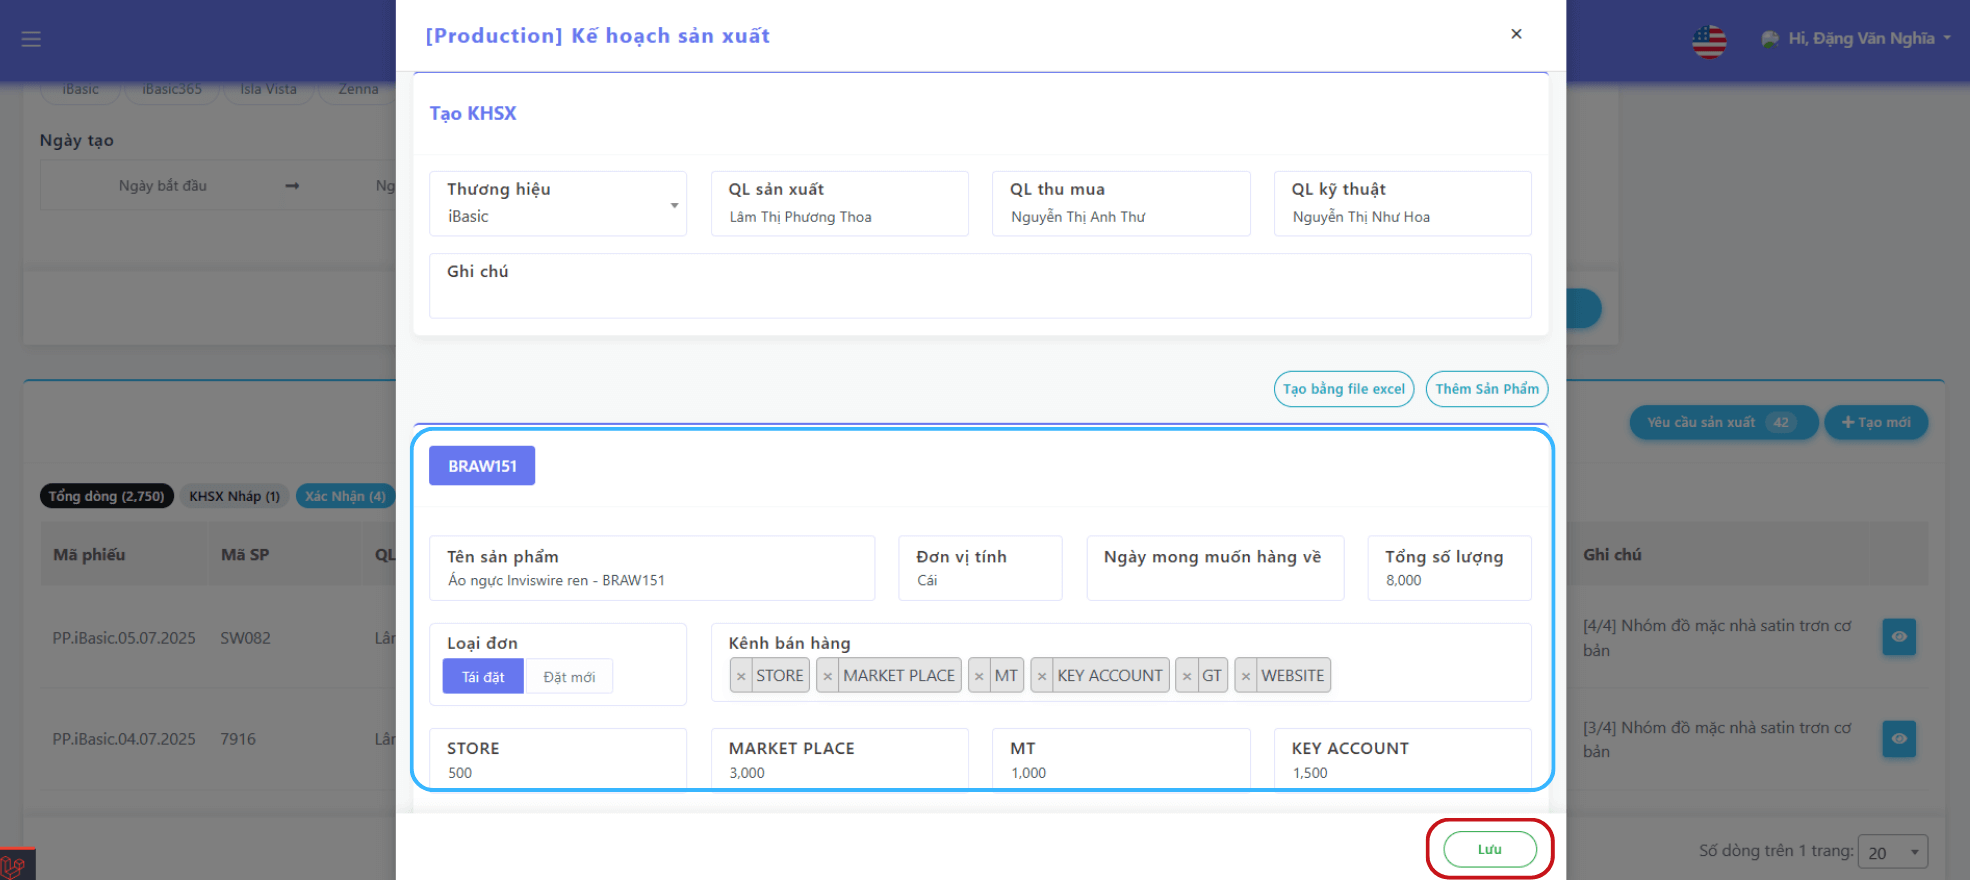 [Production] Kế hoạch sản xuất
×
Hi, Đặng Văn Nghĩa
iBasic
iBasic365
Isla Vista
Zenna
Ngày tạo
Ngày bắt đầu
Ng
Tạo KHSX
Thương hiệu
iBasic
QL sản xuất
Lâm Thị Phương Thoa
QL thu mua
Nguyễn Thị Anh Thư
QL kỹ thuật
Nguyễn Thị Như Hoa
Ghi chú
Tạo bằng file excel
Thêm Sản Phẩm
Yêu cầu sản xuất 42
+ Tạo mới
BRAW151
Tổng dòng (2,750)
KHSX Nháp (1)
Xác Nhận (4)
Mã phiếu
Mã SP
QL
Ghi chú
Tên sản phẩm
Áo ngực Inviswire ren - BRAW151
Đơn vị tính
Cái
Ngày mong muốn hàng về
Tổng số lượng
8,000
PP.iBasic.05.07.2025
SW082
Lâr
[4/4] Nhóm đồ mặc nhà satin trơn cơ
bản
Loại đơn
Tái đặt
Đặt mới
Kênh bán hàng
× STORE
× MARKET PLACE
× MT
× KEY ACCOUNT
× GT
× WEBSITE
PP.iBasic.04.07.2025
7916
Lâr
[3/4] Nhóm đồ mặc nhà satin trơn cơ
bản
STORE
500
MARKET PLACE
3,000
MT
1,000
KEY ACCOUNT
1,500
Lưu
Số dòng trên 1 trang:
20